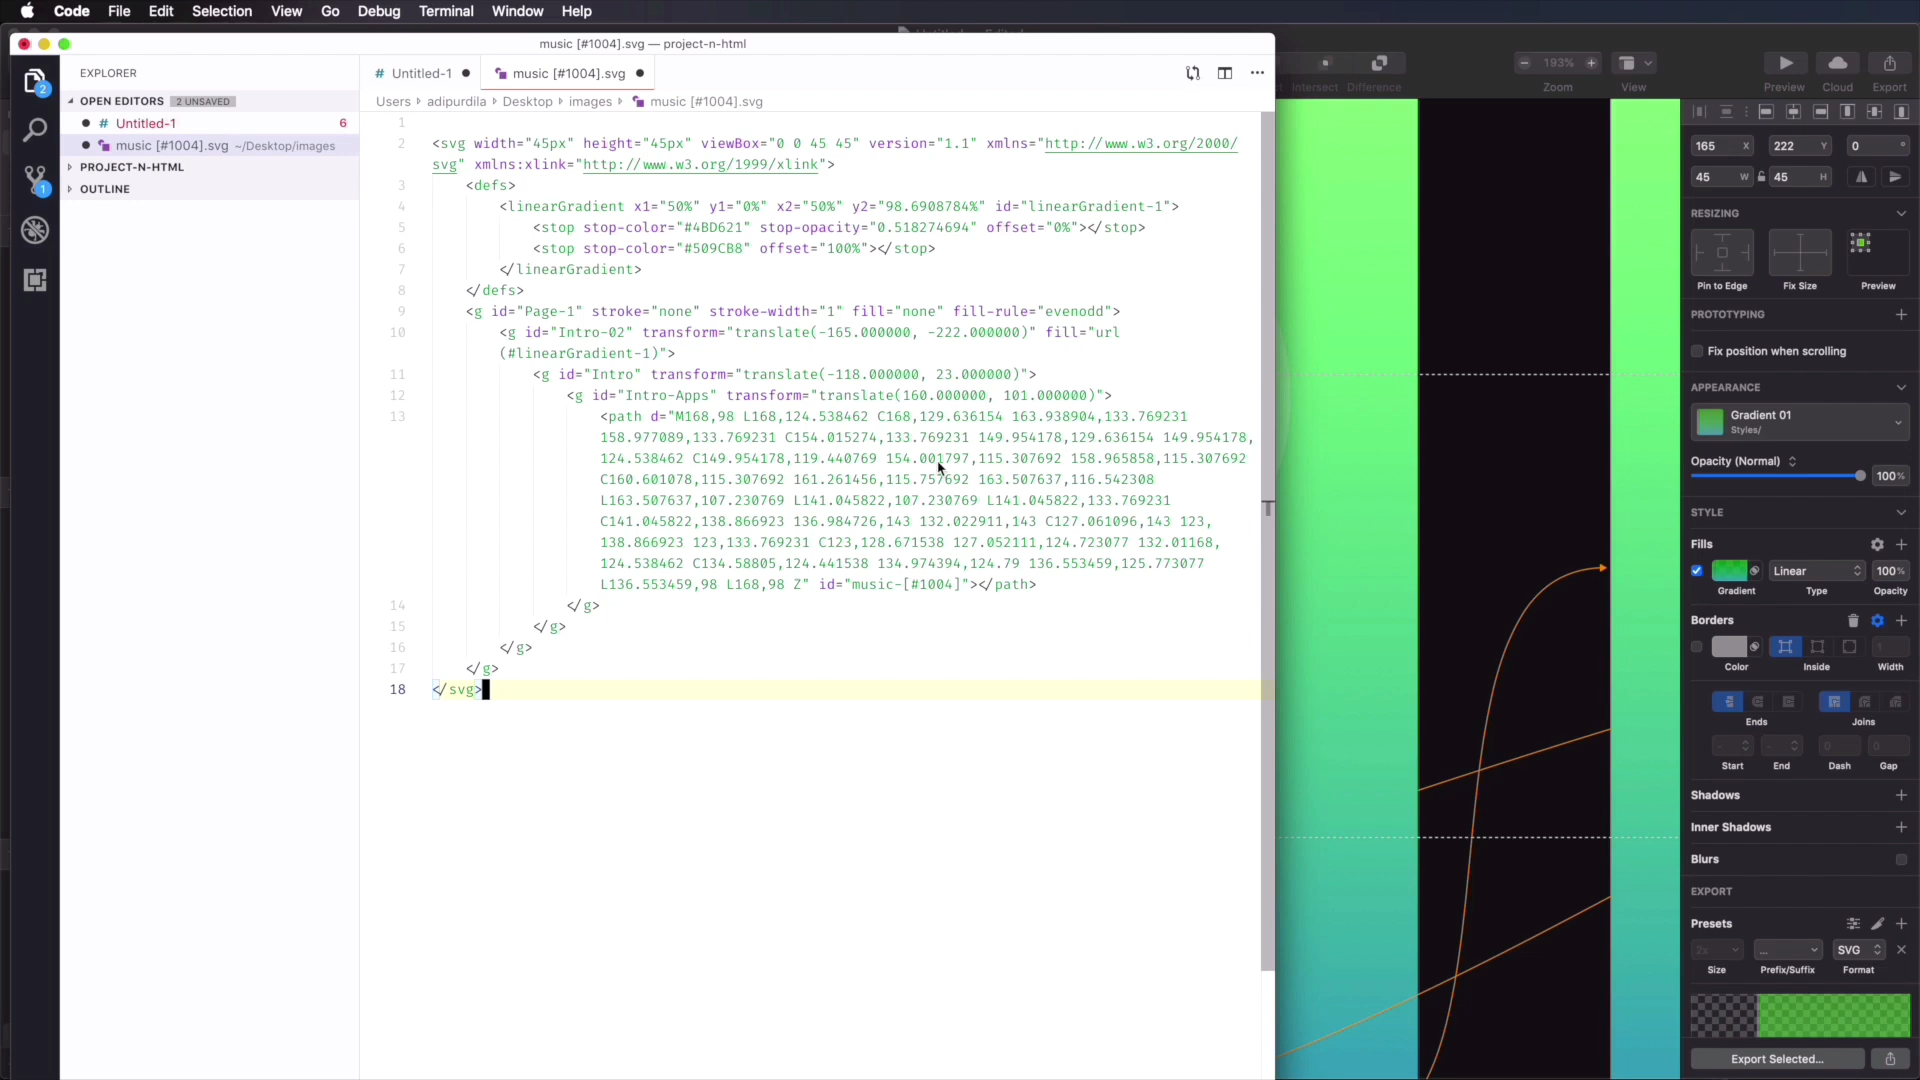 Code File Edit Selection View Go Debug Terminal Window Help
music [#1004].svg — project-n-html
EXPLORER
OPEN EDITORS 2 UNSAVED
# Untitled-1 6
music [#1004].svg ~/Desktop/images
PROJECT-N-HTML
OUTLINE
2
1
# Untitled-1
music [#1004].svg
Users adipurdila Desktop images music [#1004].svg
1
2 <svg width="45px" height="45px" viewBox="0 0 45 45" version="1.1" xmlns="http://www.w3.org/2000/
svg" xmlns:xlink="http://www.w3.org/1999/xlink">
3 <defs>
4 <linearGradient x1="50%" y1="0%" x2="50%" y2="98.6908784%" id="linearGradient-1">
5 <stop stop-color="#4BD621" stop-opacity="0.518274694" offset="0%"></stop>
6 <stop stop-color="#509CB8" offset="100%"></stop>
7 </linearGradient>
8 </defs>
9 <g id="Page-1" stroke="none" stroke-width="1" fill="none" fill-rule="evenodd">
10 <g id="Intro-02" transform="translate(-165.000000, -222.000000)" fill="url
(#linearGradient-1)">
11 <g id="Intro" transform="translate(-118.000000, 23.000000)">
12 <g id="Intro-Apps" transform="translate(160.000000, 101.000000)">
13 <path d="M168,98 L168,124.538462 C168,129.636154 163.938904,133.769231
158.977089,133.769231 C154.015274,133.769231 149.954178,129.636154 149.954178,
124.538462 C149.954178,119.440769 154.001797,115.307692 158.965858,115.307692
C160.601078,115.307692 161.261456,115.757692 163.507637,116.542308
L163.507637,107.230769 L141.045822,107.230769 L141.045822,133.769231
C141.045822,138.866923 136.984726,143 132.022911,143 C127.061096,143 123,
138.866923 123,133.769231 C123,128.671538 127.052111,124.723077 132.01168,
124.538462 C134.58805,124.441538 134.974394,124.79 136.553459,125.773077
L136.553459,98 L168,98 Z" id="music-[#1004]"></path>
14 </g>
15 </g>
16 </g>
17 </g>
18 </svg>
193%
Intersect Difference Zoom View Preview Cloud Export
165 X 222 Y 0 °
45 W 45 H
RESIZING
Pin to Edge Fix Size Preview
PROTOTYPING
Fix position when scrolling
APPEARANCE
Gradient 01
Styles/
Opacity (Normal)
100%
STYLE
Fills
Linear 100%
Gradient Type Opacity
Borders
1
Color Inside Width
Ends Joins
0 0
Start End Dash Gap
Shadows
Inner Shadows
Blurs
EXPORT
Presets
2x ... SVG
Size Prefix/Suffix Format
Export Selected...